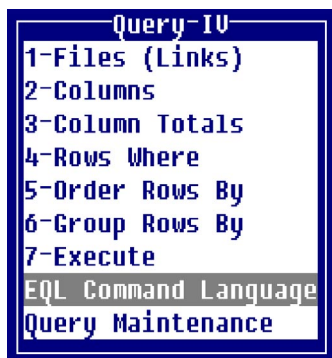 Query-IV
1-Files (Links)
2-Columns
3-Column Totals
4-Rows Where
5-Order Rows By
6-Group Rows By
7-Execute
EQL Command Language
Query Maintenance